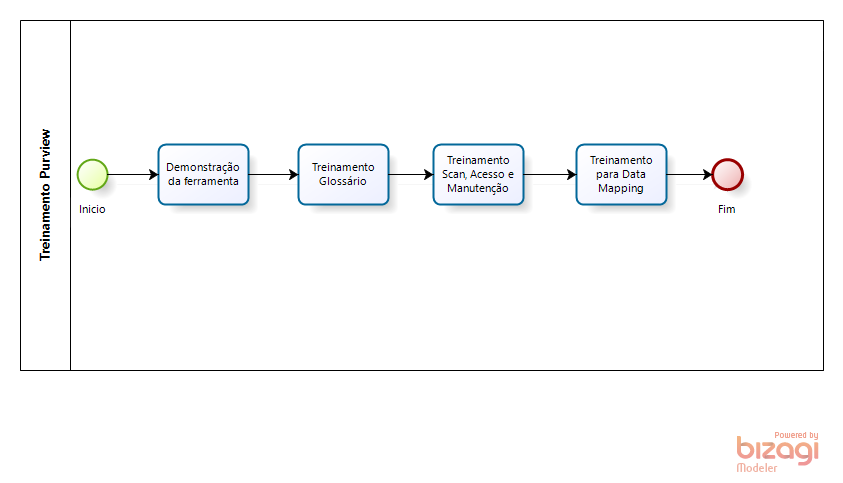 Treinamento Purview
Inicio
Demonstração
da ferramenta
Treinamento
Glossário
Treinamento
Scan, Acesso e
Manutenção
Treinamento
para Data
Mapping
Fim
Powered by
bizagi
Modeler